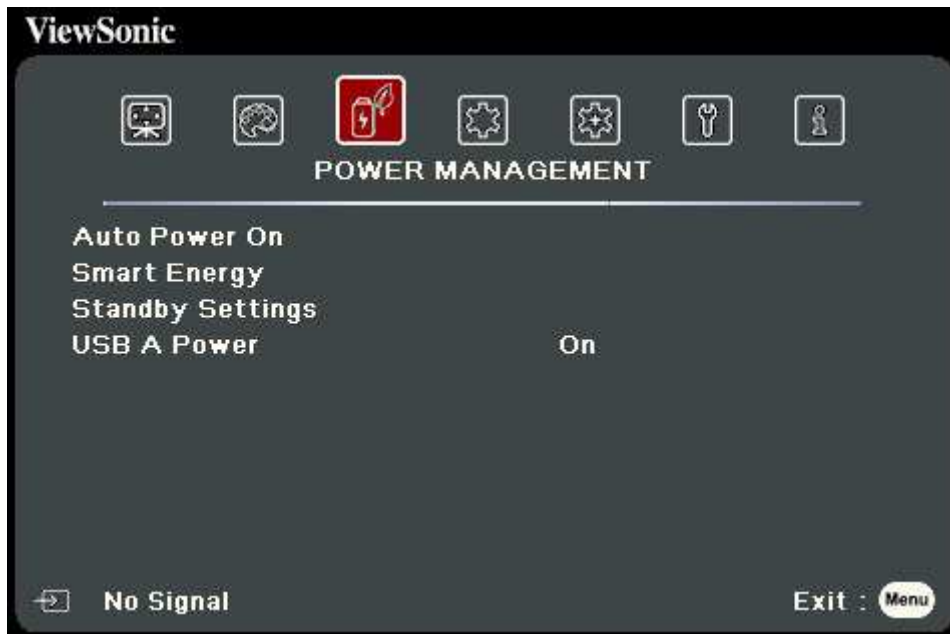 ViewSonic
POWER MANAGEMENT
Auto Power On
Smart Energy
Standby Settings
USB A Power On
No Signal Exit : Menu